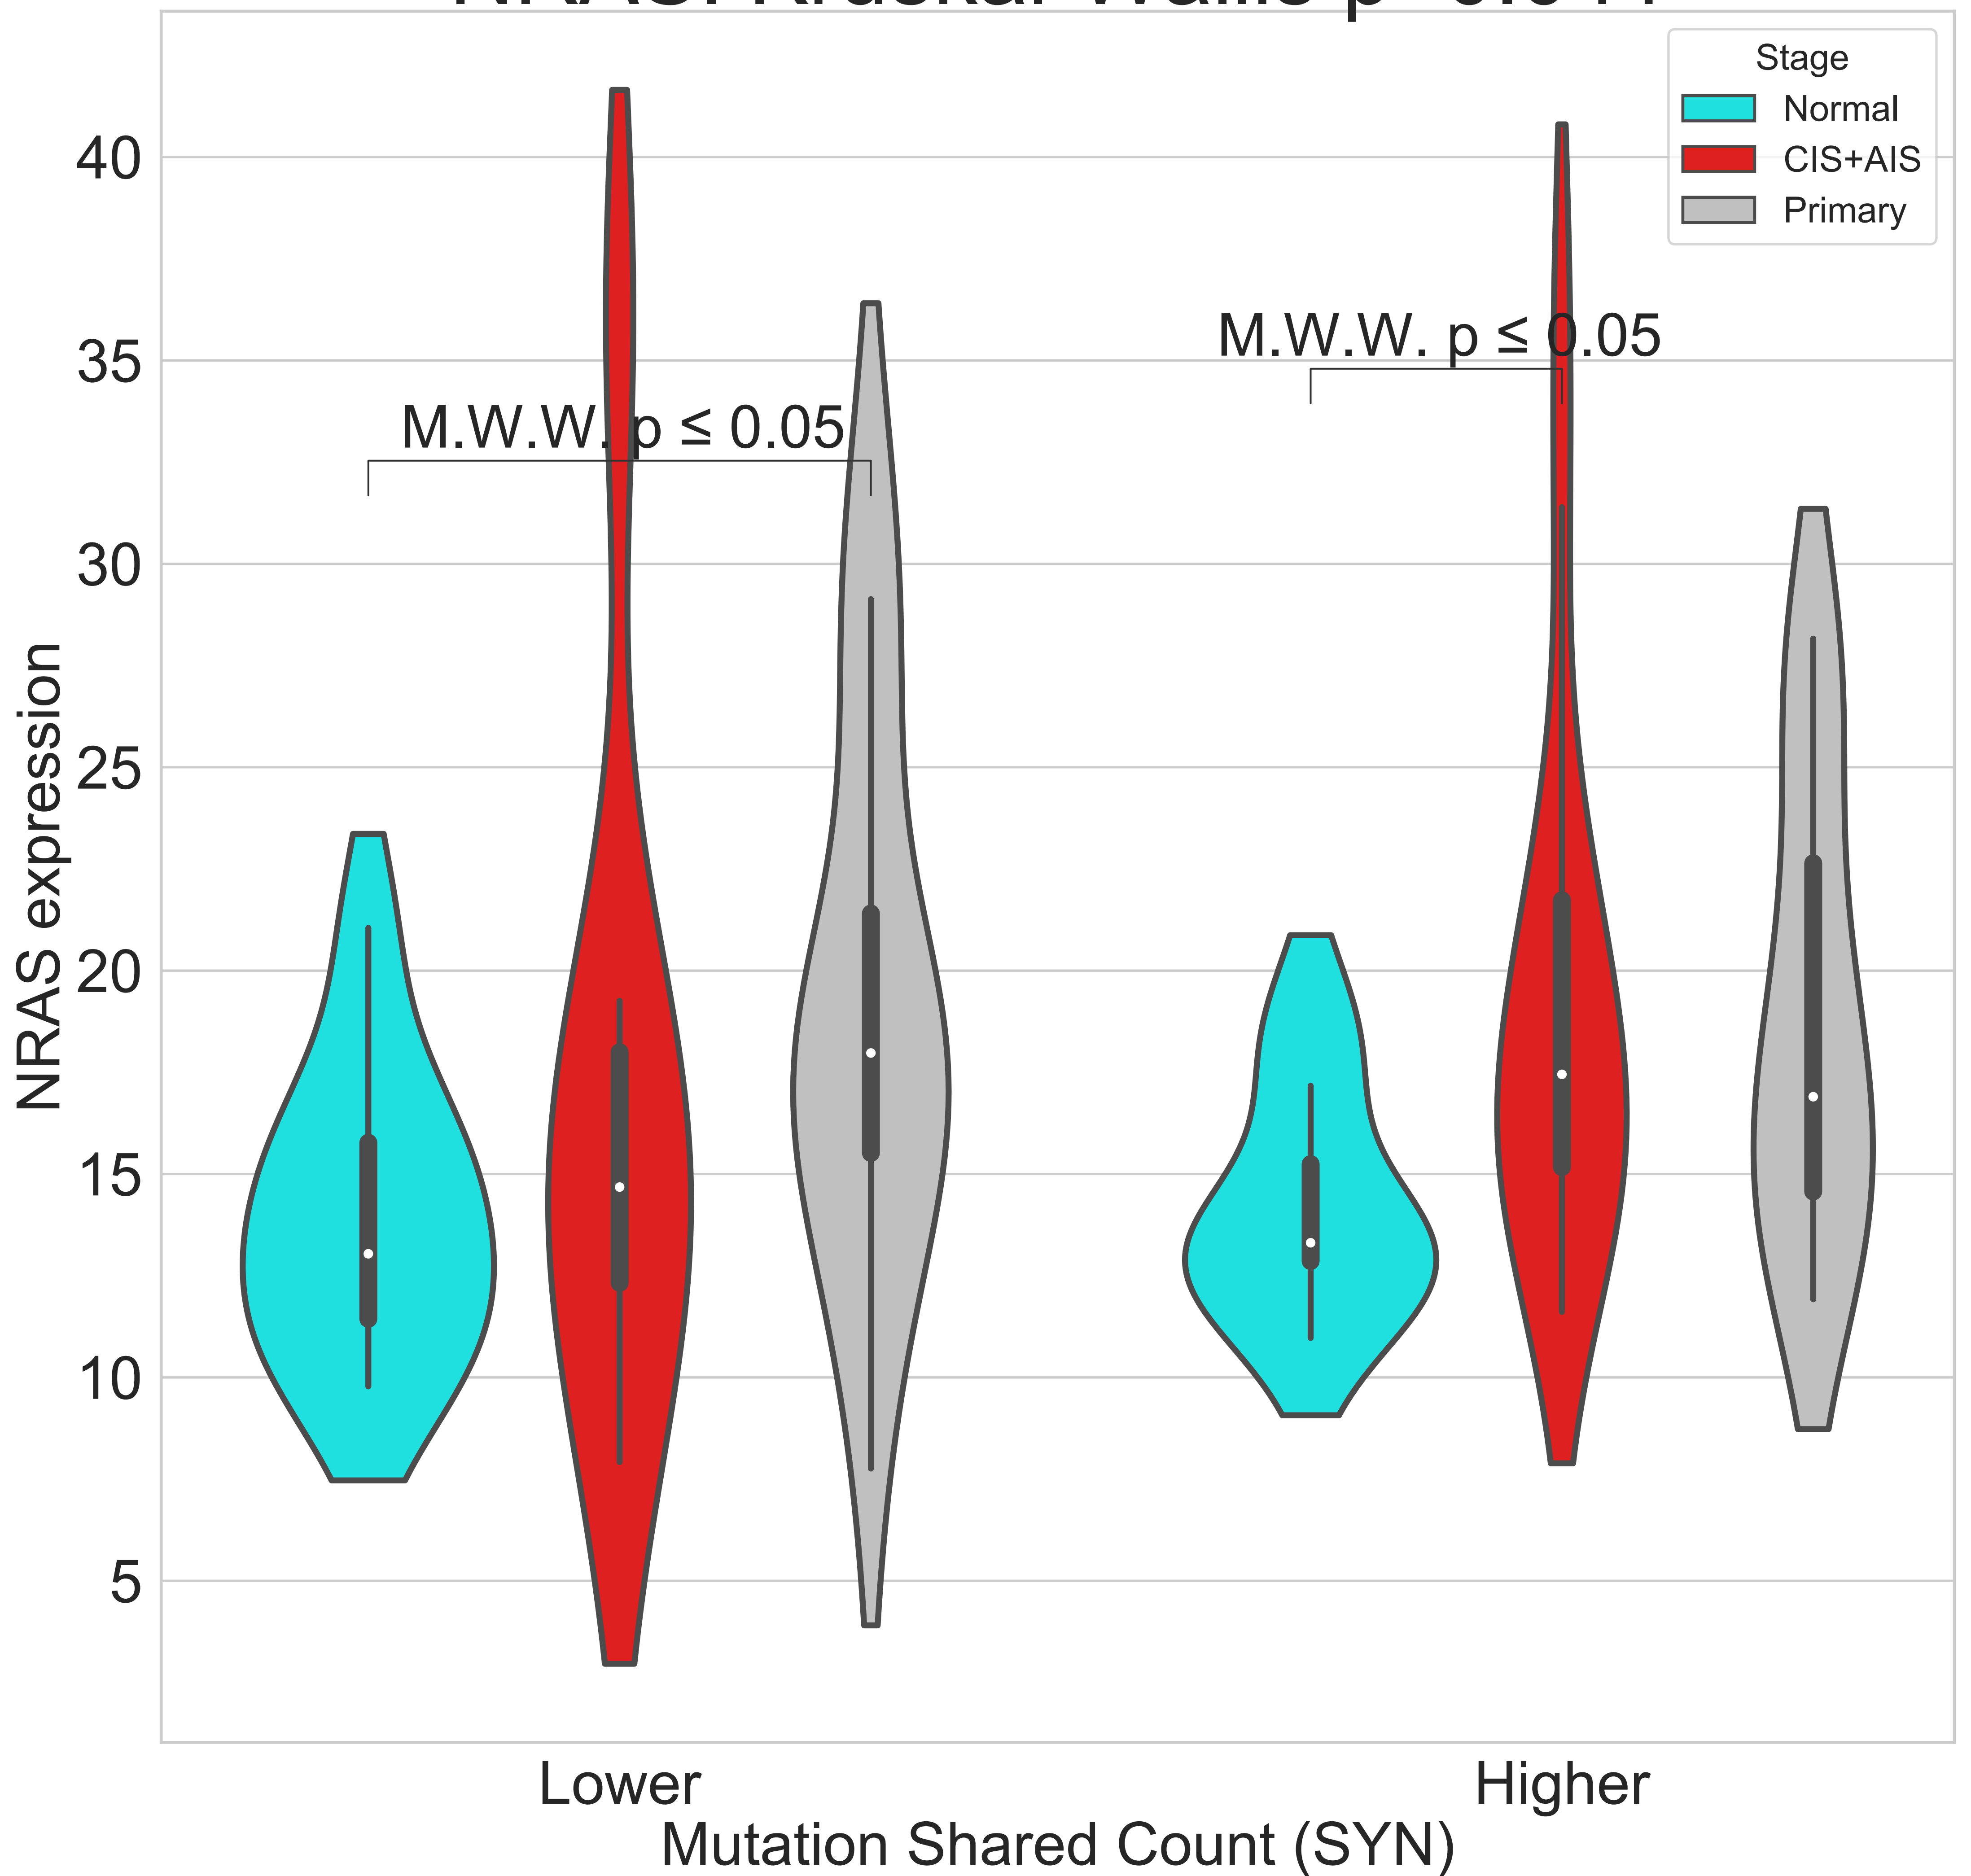 Stage
Normal
CIS+AIS
Primary
M.W.W. p ≤ 0.05
M.W.W. p ≤ 0.05
40
35
30
25
20
15
10
5
NRAS expression
Lower
Higher
Mutation Shared Count (SYN)